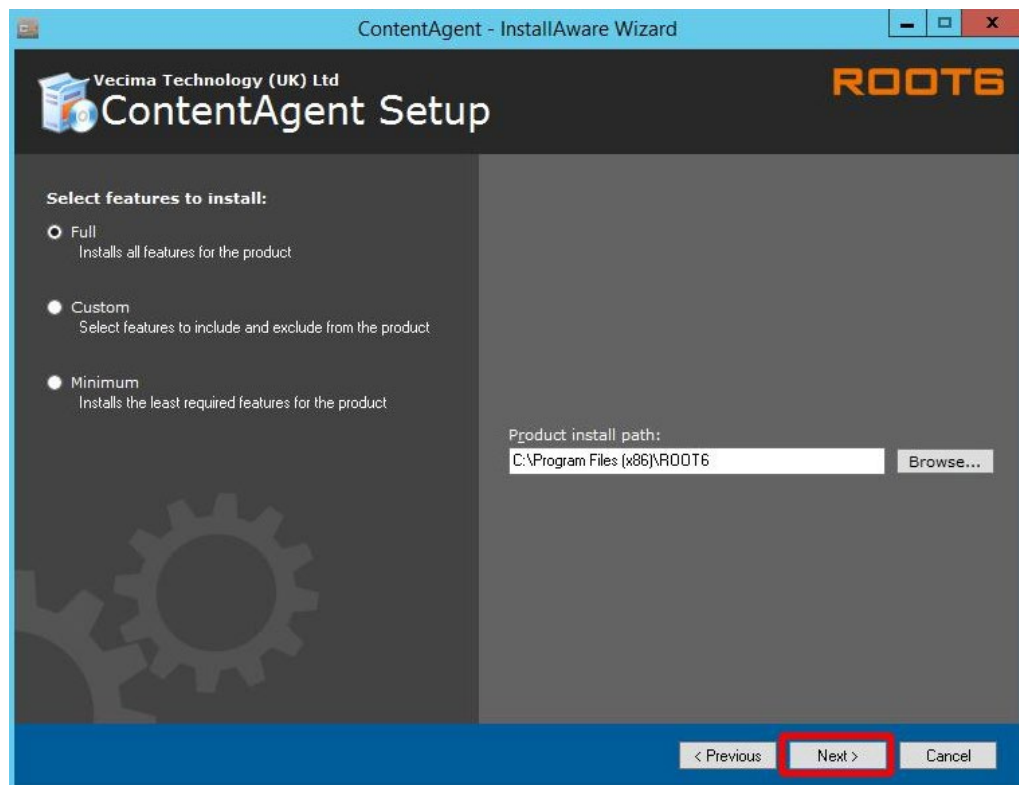 ContentAgent - InstallAware Wizard
Vecima Technology (UK) Ltd
ContentAgent Setup
ROOT6
Select features to install:
Full
Installs all features for the product
Custom
Select features to include and exclude from the product
Minimum
Installs the least required features for the product
Product install path:
C:\Program Files (x86)\ROOT6
Browse...
< Previous
Next >
Cancel